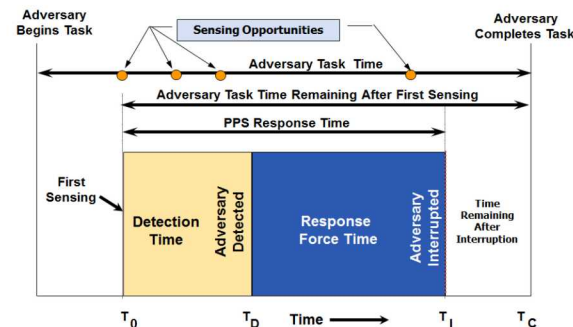 Adversary
Begins Task
Sensing Opportunities
Adversary
Completes Task
Adversary Task Time
Adversary Task Time Remaining After First Sensing
PPS Response Time
First
Sensing
Detection
Time
Adversary
Detected
Response
Force Time
Adversary
Interrupted
Time
Remaining
After
Interruption
T0
TD
Time
TI
TC